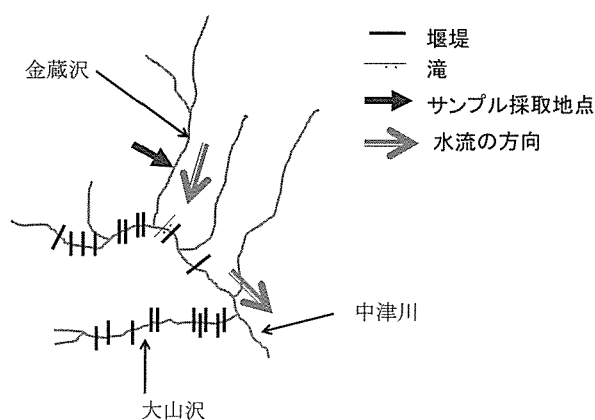 金蔵沢
堰堤
滝
サンプル採取地点
水流の方向
中津川
大山沢